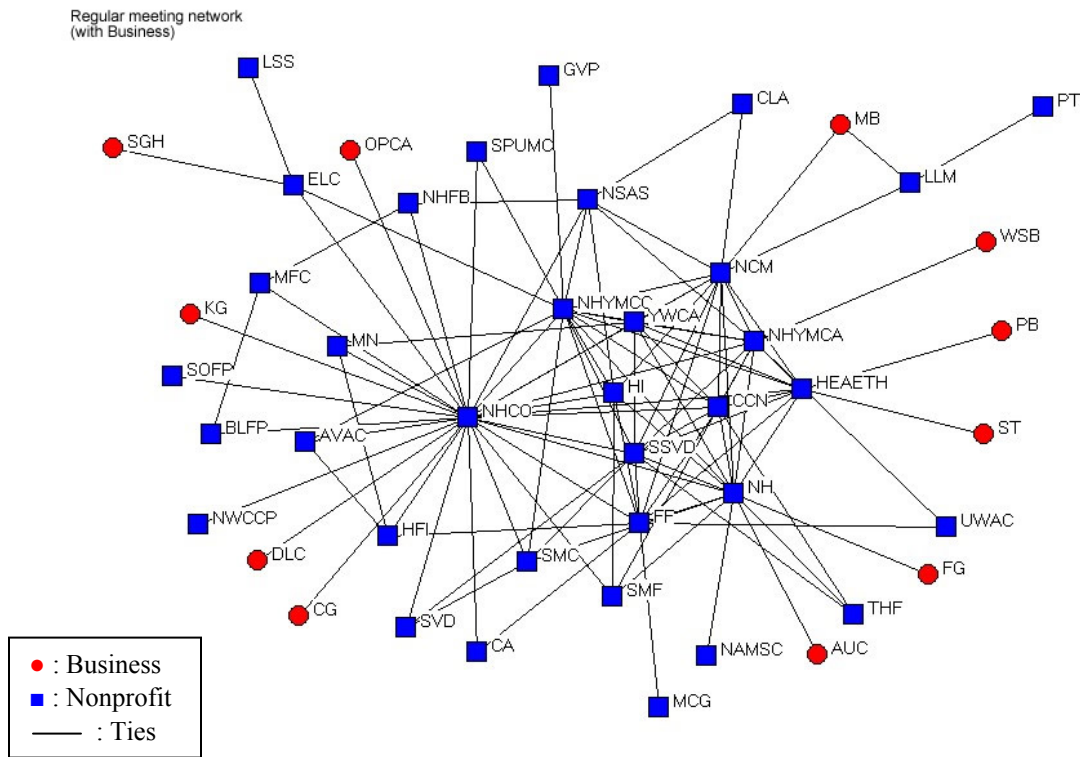 Regular meeting network
(with Business)
LSS
GVP
CLA
MB
PT
SGH
OPCA
SPUMC
ELC
NHFB
NSAS
LLM
WSB
MFC
NCM
KG
NHYMCC
YWCA
NHYMCA
PB
MN
SOFP
HI
HEAETH
NHCO
CCN
BLFP
AVAC
SSVD
ST
NH
NWCCP
HFI
FF
UWAC
DLC
SMC
FG
CG
SVD
SMF
THF
CA
NAMSC
AUC
MCG
: Business
: Nonprofit
: Ties